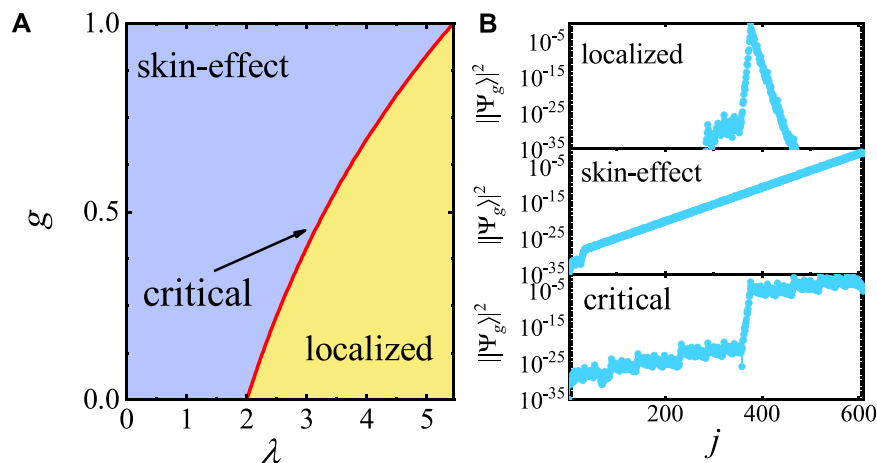 A
1.0
0.5
0.0
g
skin-effect
critical
localized
0 1 2 3 4 5
λ
B
10⁻⁵
10⁻¹⁵
10⁻²⁵
10⁻³⁵
||Ψg⟩|²
localized
10⁻⁵
10⁻¹⁵
10⁻²⁵
10⁻³⁵
||Ψg⟩|²
skin-effect
10⁻⁵
10⁻¹⁵
10⁻²⁵
10⁻³⁵
||Ψg⟩|²
critical
200 400 600
j